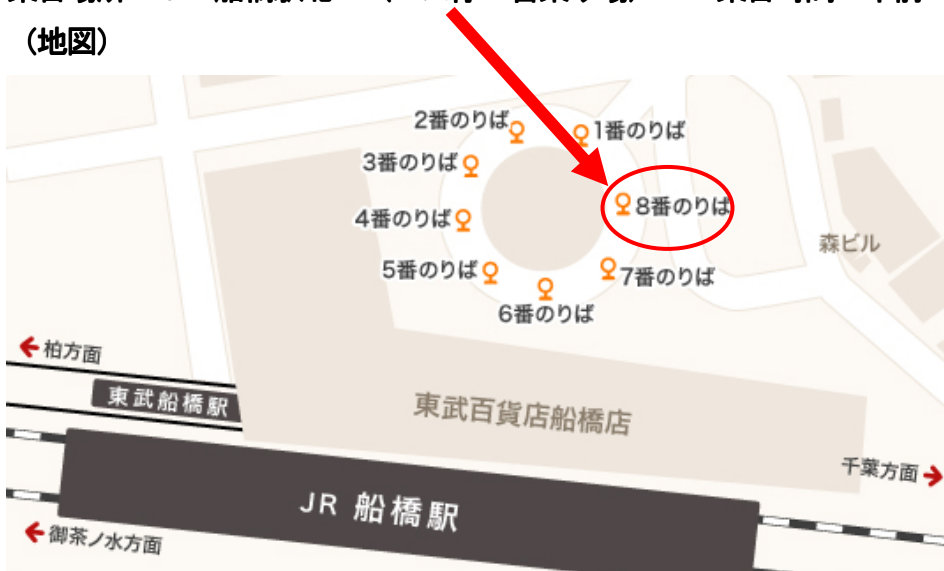 （地図）
2番のりば
1番のりば
3番のりば
8番のりば
4番のりば
森ビル
5番のりば
7番のりば
6番のりば
柏方面
東武船橋駅
東武百貨店船橋店
千葉方面
JR 船橋駅
御茶ノ水方面